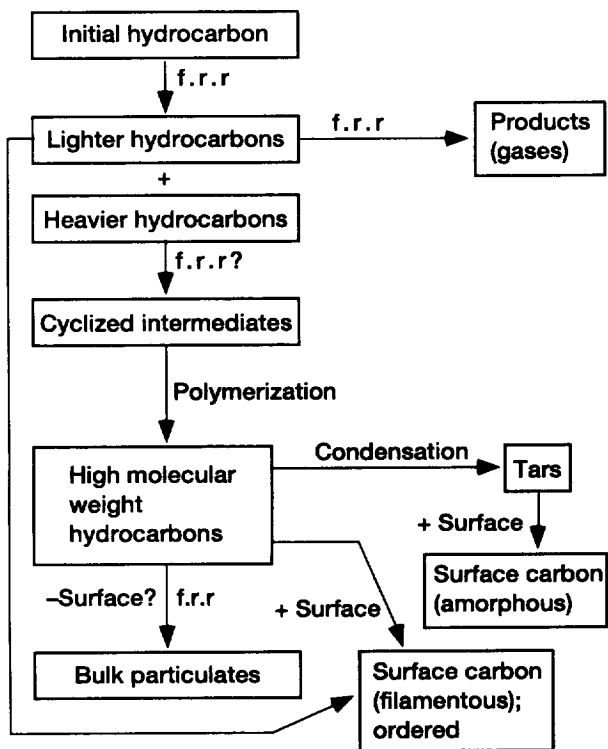 Initial hydrocarbon
f.r.r
Lighter hydrocarbons
f.r.r
Products
(gases)
+
Heavier hydrocarbons
f.r.r?
Cyclized intermediates
Polymerization
High molecular
weight
hydrocarbons
Condensation
Tars
+ Surface
Surface carbon
(amorphous)
–Surface? f.r.r
+ Surface
Bulk particulates
Surface carbon
(filamentous);
ordered